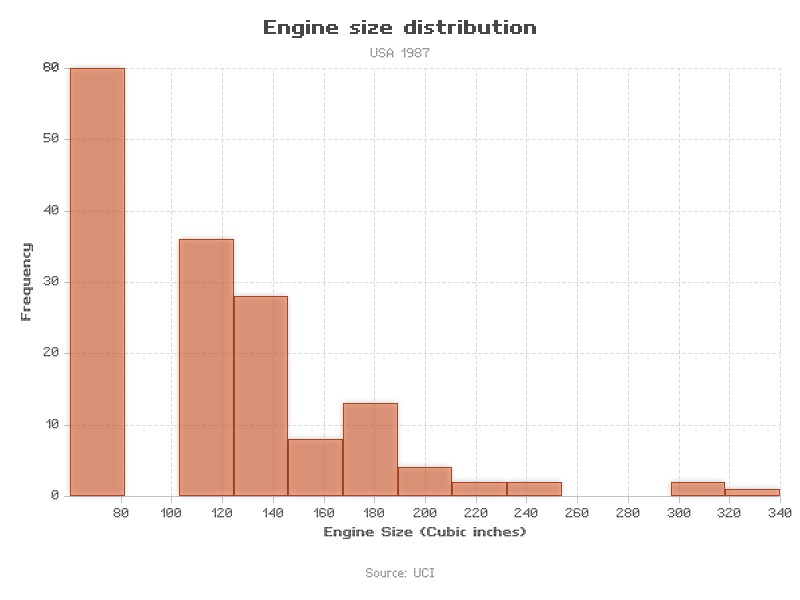 Engine size distribution
USA 1987
60
50
40
30
20
10
0
Frequency
80 100 120 140 160 180 200 220 240 260 280 300 320 340
Engine Size (Cubic inches)
Source: UCI